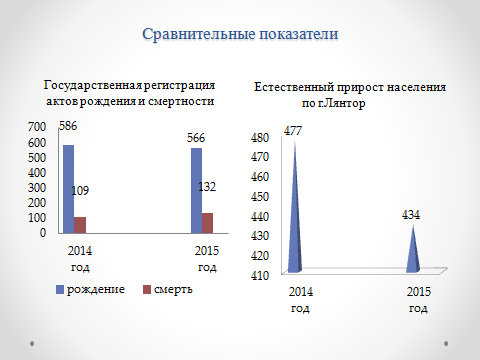 Сравнительные показатели
Государственная регистрация
актов рождения и смертности
700
600
500
400
300
200
100
0
586
109
566
132
2014
год
2015
год
рождение
смерть
Естественный прирост населения
по г.Лянтор
480
470
460
450
440
430
420
410
477
434
2014
год
2015
год